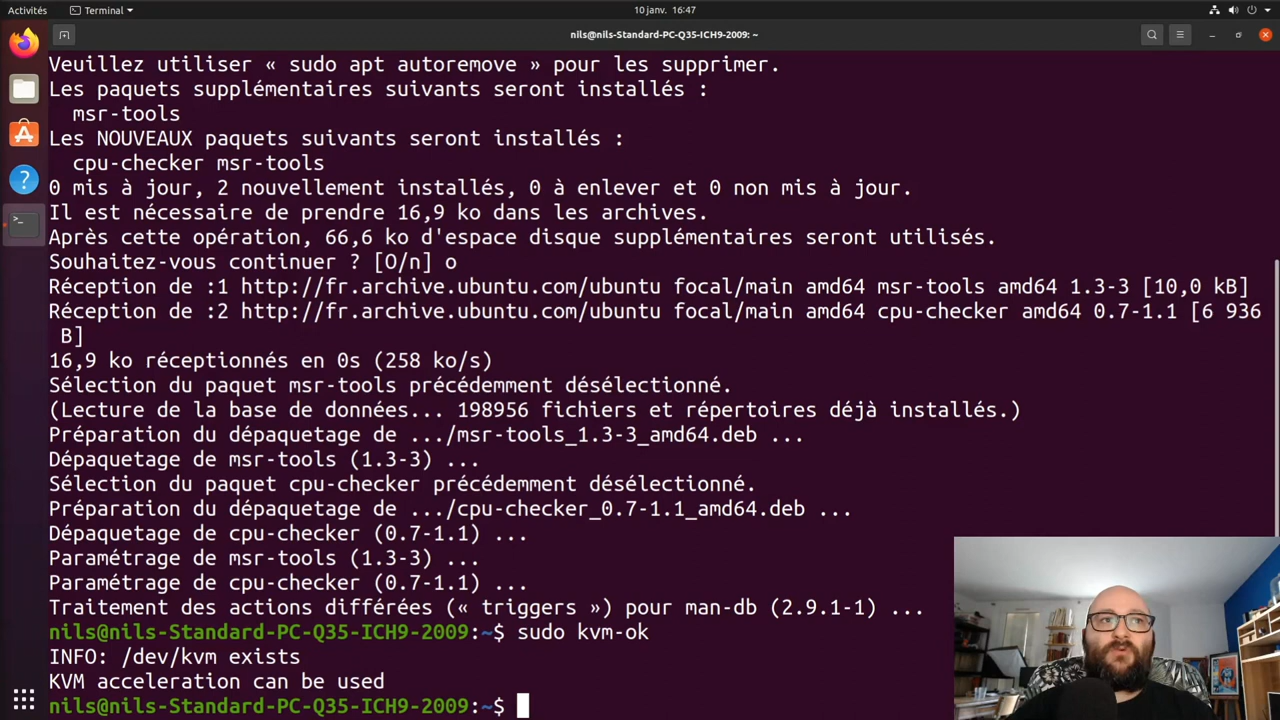 Activités
Terminal
10 janv. 16:47
nils@nils-Standard-PC-Q35-ICH9-2009: ~
Veuillez utiliser « sudo apt autoremove » pour les supprimer.
Les paquets supplémentaires suivants seront installés :
msr-tools
Les NOUVEAUX paquets suivants seront installés :
cpu-checker msr-tools
0 mis à jour, 2 nouvellement installés, 0 à enlever et 0 non mis à jour.
Il est nécessaire de prendre 16,9 ko dans les archives.
Après cette opération, 66,6 ko d'espace disque supplémentaires seront utilisés.
Souhaitez-vous continuer ? [O/n] o
Réception de :1 http://fr.archive.ubuntu.com/ubuntu focal/main amd64 msr-tools amd64 1.3-3 [10,0 kB]
Réception de :2 http://fr.archive.ubuntu.com/ubuntu focal/main amd64 cpu-checker amd64 0.7-1.1 [6 936
B]
16,9 ko réceptionnés en 0s (258 ko/s)
Sélection du paquet msr-tools précédemment désélectionné.
(Lecture de la base de données... 198956 fichiers et répertoires déjà installés.)
Préparation du dépaquetage de .../msr-tools_1.3-3_amd64.deb ...
Dépaquetage de msr-tools (1.3-3) ...
Sélection du paquet cpu-checker précédemment désélectionné.
Préparation du dépaquetage de .../cpu-checker_0.7-1.1_amd64.deb ...
Dépaquetage de cpu-checker (0.7-1.1) ...
Paramétrage de msr-tools (1.3-3) ...
Paramétrage de cpu-checker (0.7-1.1) ...
Traitement des actions différées (« triggers ») pour man-db (2.9.1-1) ...
nils@nils-Standard-PC-Q35-ICH9-2009:~$ sudo kvm-ok
INFO: /dev/kvm exists
KVM acceleration can be used
nils@nils-Standard-PC-Q35-ICH9-2009:~$